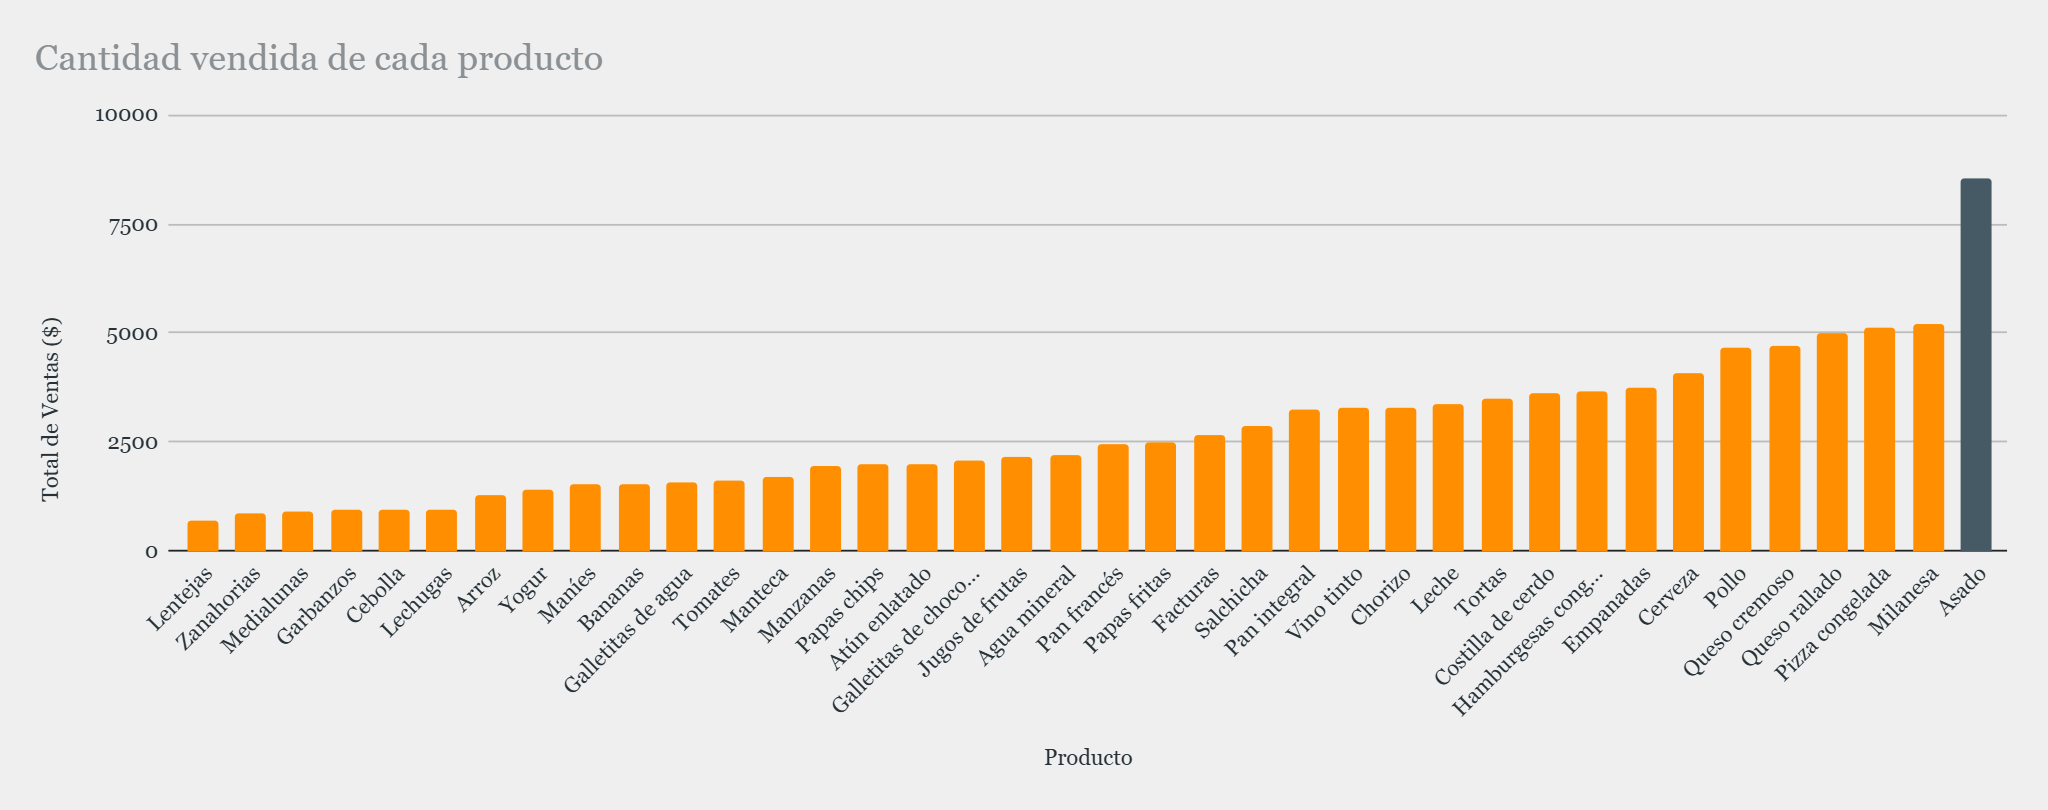 Cantidad vendida de cada producto
Total de Ventas ($)
10000
7500
5000
2500
0
Lentejas
Zanahorias
Medialunas
Garbanzos
Cebolla
Lechugas
Arroz
Yogur
Maníes
Bananas
Galletitas de agua
Tomates
Manteca
Manzanas
Papas chips
Atún enlatado
Galletitas de choco...
Jugos de frutas
Agua mineral
Pan francés
Papas fritas
Facturas
Salchicha
Pan integral
Vino tinto
Chorizo
Leche
Tortas
Costilla de cerdo
Hamburgesas cong...
Empanadas
Cerveza
Pollo
Queso cremoso
Queso rallado
Pizza congelada
Milanesa
Asado
Producto